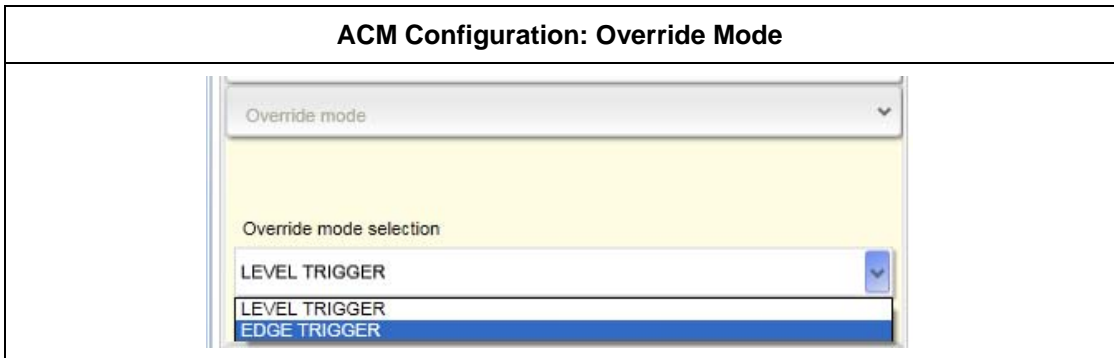 ACM Configuration: Override Mode
Override mode
Override mode selection
LEVEL TRIGGER
LEVEL TRIGGER
EDGE TRIGGER